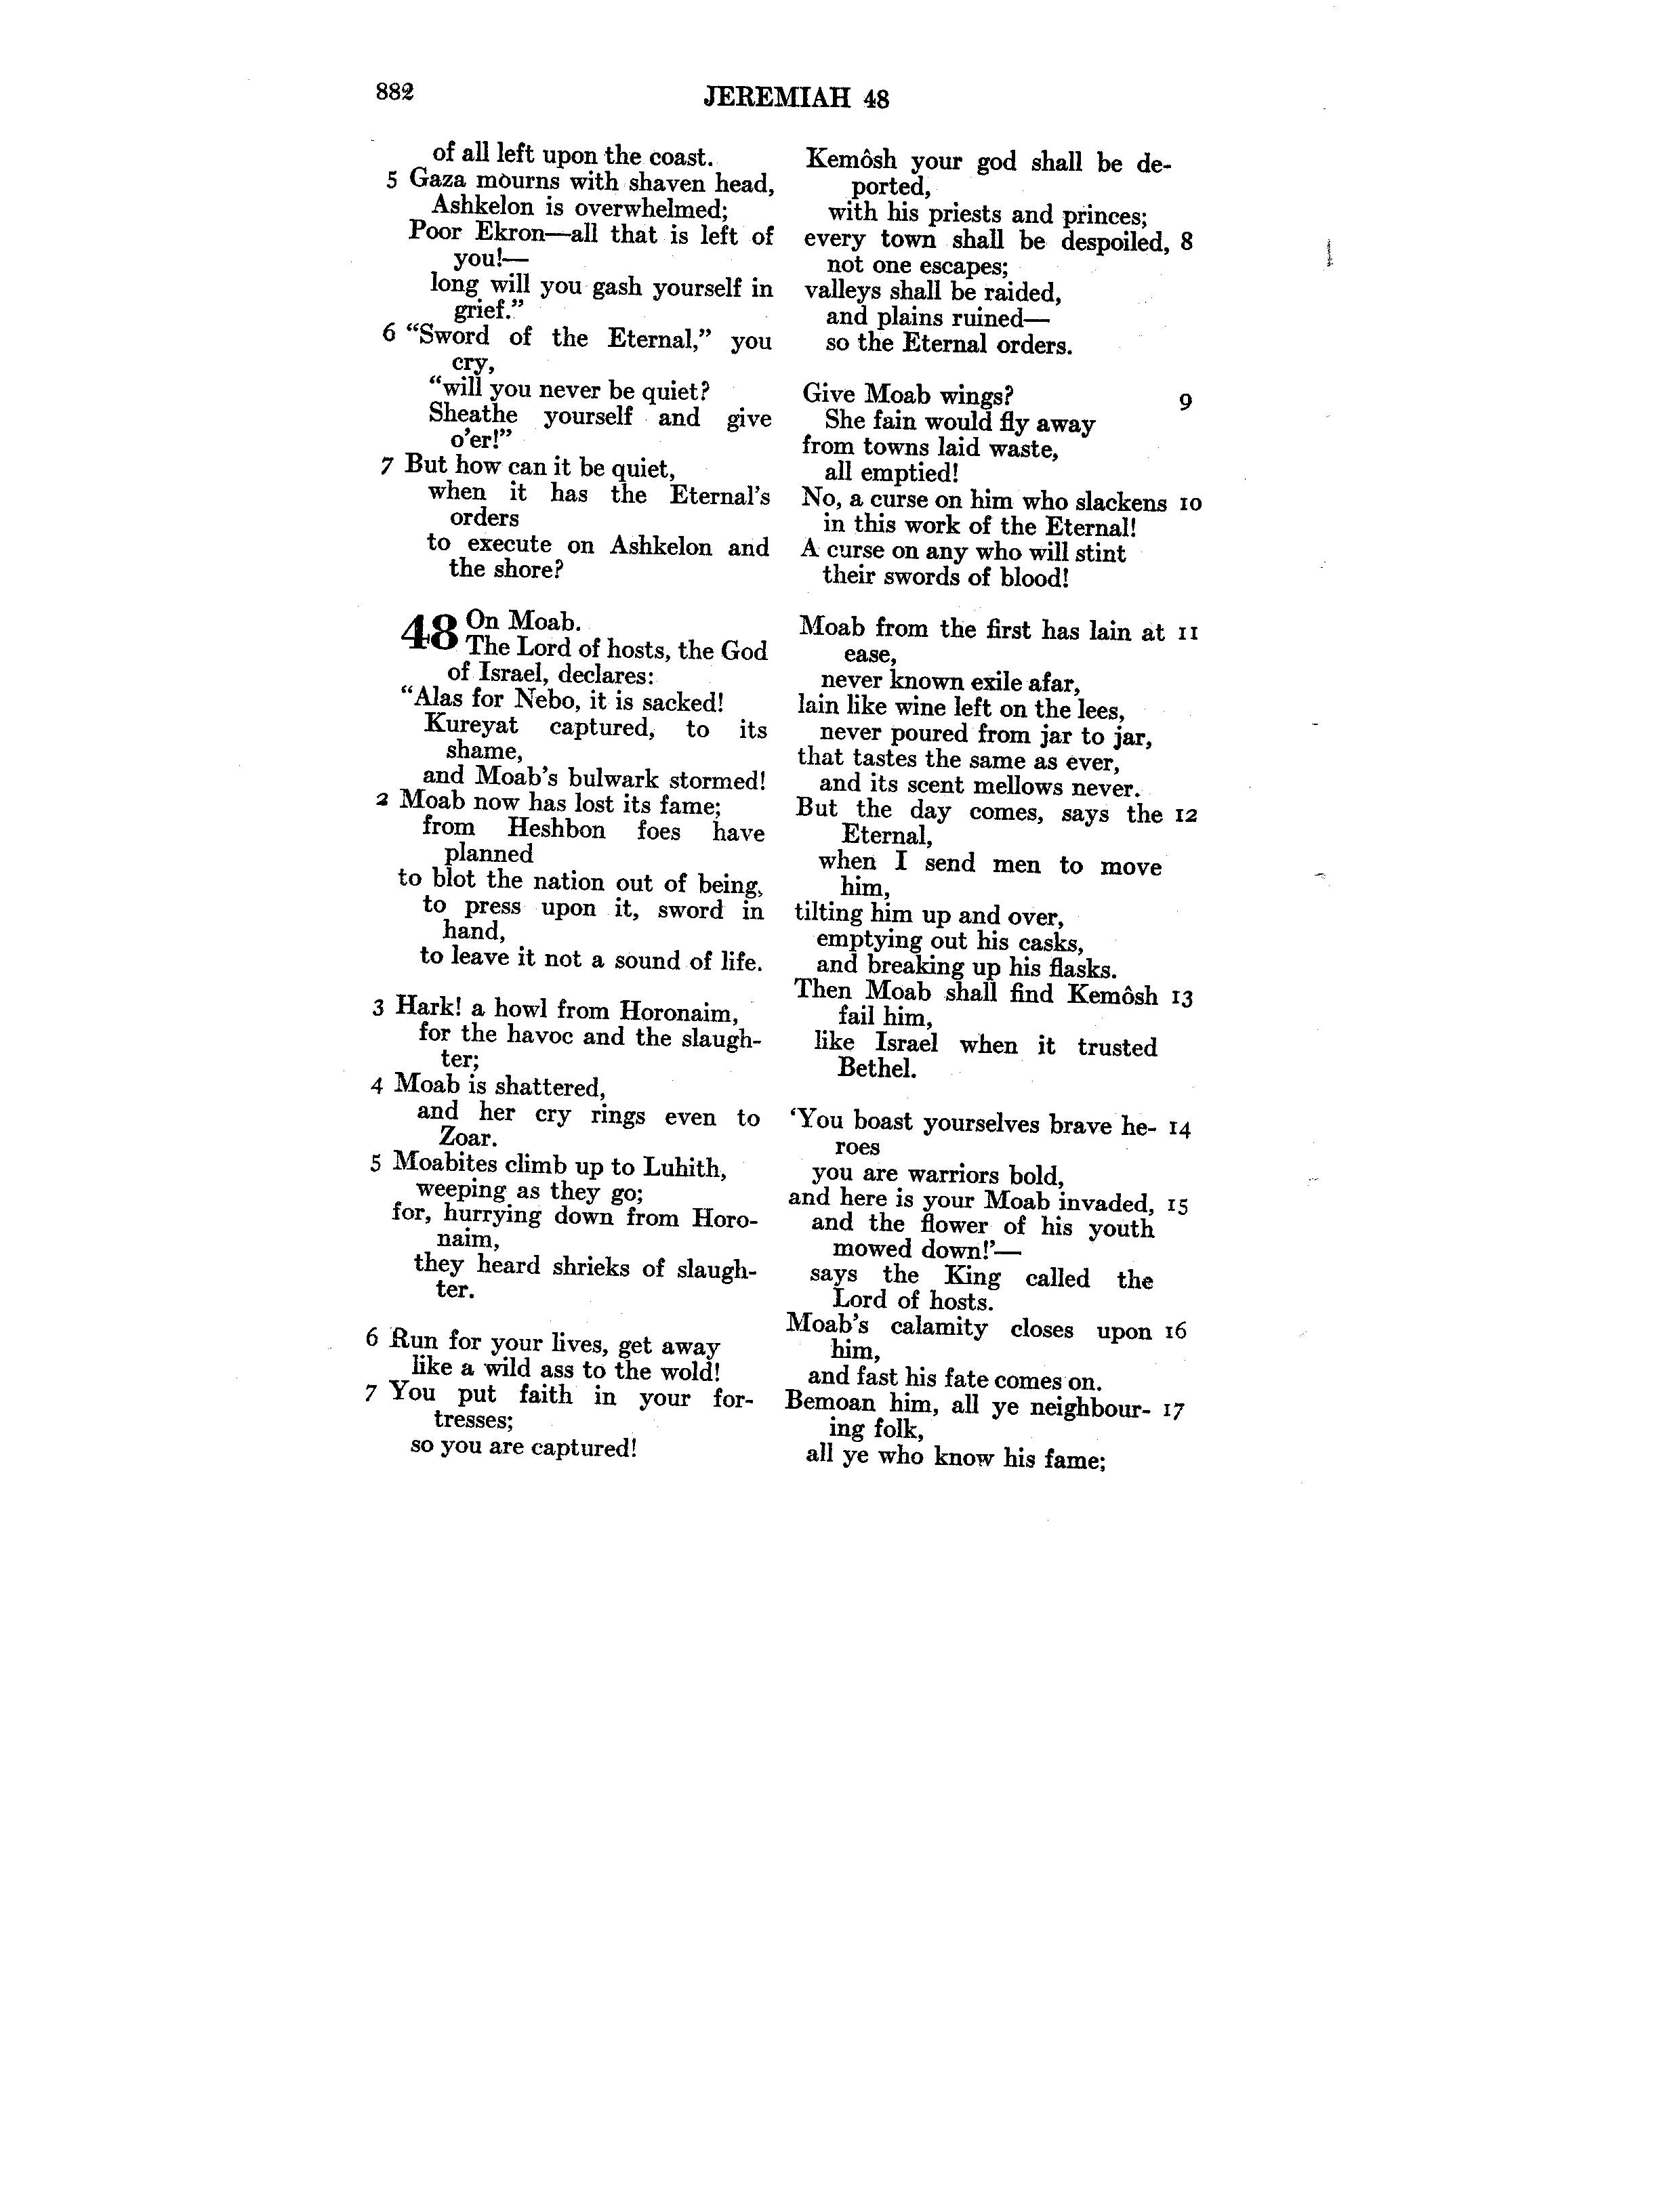 882
JEREMIAH 48
of all left upon the coast.
5 Gaza mourns with shaven head,
Ashkelon is overwhelmed;
Poor Ekron—all that is left of
you!—
long will you gash yourself in
grief.”
6 “Sword of the Eternal,” you
cry,
“will you never be quiet?
Sheathe yourself and give
o’er!”
7 But how can it be quiet,
when it has the Eternal’s
orders
to execute on Ashkelon and
the shore?
48 On Moab.
The Lord of hosts, the God
of Israel, declares:
“Alas for Nebo, it is sacked!
Kureyat captured, to its
shame,
and Moab’s bulwark stormed!
2 Moab now has lost its fame;
from Heshbon foes have
planned
to blot the nation out of being,
to press upon it, sword in
hand,
to leave it not a sound of life.
3 Hark! a howl from Horonaim,
for the havoc and the slaugh-
ter;
4 Moab is shattered,
and her cry rings even to
Zoar.
5 Moabites climb up to Luhith,
weeping as they go;
for, hurrying down from Horo-
naim,
they heard shrieks of slaugh-
ter.
6 Run for your lives, get away
like a wild ass to the wold!
7 You put faith in your for-
tresses;
so you are captured!
Kemôsh your god shall be de-
ported,
with his priests and princes;
every town shall be despoiled, 8
not one escapes;
valleys shall be raided,
and plains ruined—
so the Eternal orders.
Give Moab wings? 9
She fain would fly away
from towns laid waste,
all emptied!
No, a curse on him who slackens 10
in this work of the Eternal!
A curse on any who will stint
their swords of blood!
Moab from the first has lain at 11
ease,
never known exile afar,
lain like wine left on the lees,
never poured from jar to jar,
that tastes the same as ever,
and its scent mellows never.
But the day comes, says the 12
Eternal,
when I send men to move
him,
tilting him up and over,
emptying out his casks,
and breaking up his flasks.
Then Moab shall find Kemôsh 13
fail him,
like Israel when it trusted
Bethel.
‘You boast yourselves brave he- 14
roes
you are warriors bold,
and here is your Moab invaded, 15
and the flower of his youth
mowed down!’—
says the King called the
Lord of hosts.
Moab’s calamity closes upon 16
him,
and fast his fate comes on.
Bemoan him, all ye neighbour- 17
ing folk,
all ye who know his fame;